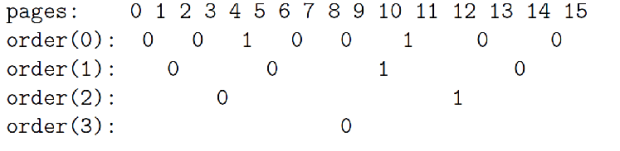 pages: 0 1 2 3 4 5 6 7 8 9 10 11 12 13 14 15
order(0): 0 0 1 0 0 1 0 0
order(1): 0 0 1 0
order(2): 0 1
order(3): 0